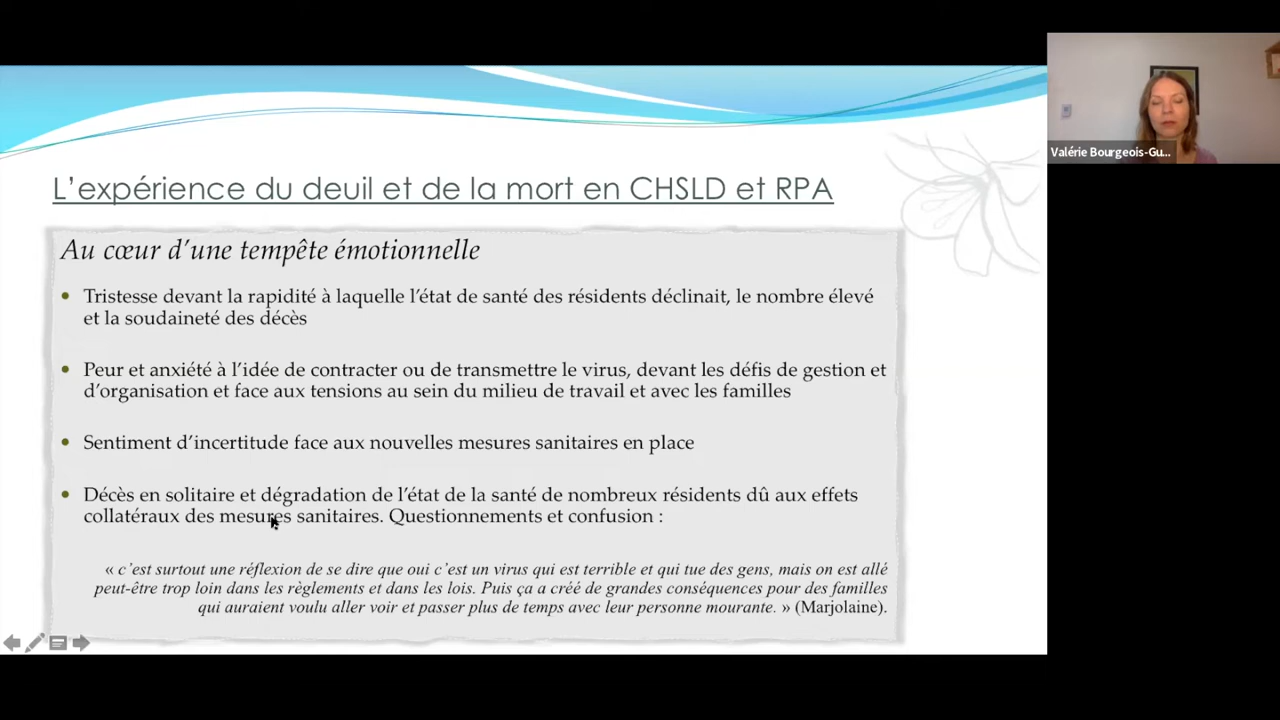 L'expérience du deuil et de la mort en CHSLD et RPA
Au cœur d'une tempête émotionnelle
• Tristesse devant la rapidité à laquelle l'état de santé des résidents déclinait, le nombre élevé
et la soudaineté des décès
• Peur et anxiété à l'idée de contracter ou de transmettre le virus, devant les défis de gestion et
d'organisation et face aux tensions au sein du milieu de travail et avec les familles
• Sentiment d'incertitude face aux nouvelles mesures sanitaires en place
• Décès en solitaire et dégradation de l'état de la santé de nombreux résidents dû aux effets
collatéraux des mesures sanitaires. Questionnements et confusion :
« c'est surtout une réflexion de se dire que oui c'est un virus qui est terrible et qui tue des gens, mais on est allé
peut-être trop loin dans les règlements et dans les lois. Puis ça a créé de grandes conséquences pour des familles
qui auraient voulu aller voir et passer plus de temps avec leur personne mourante. » (Marjolaine).
Valérie Bourgeois-Gu...